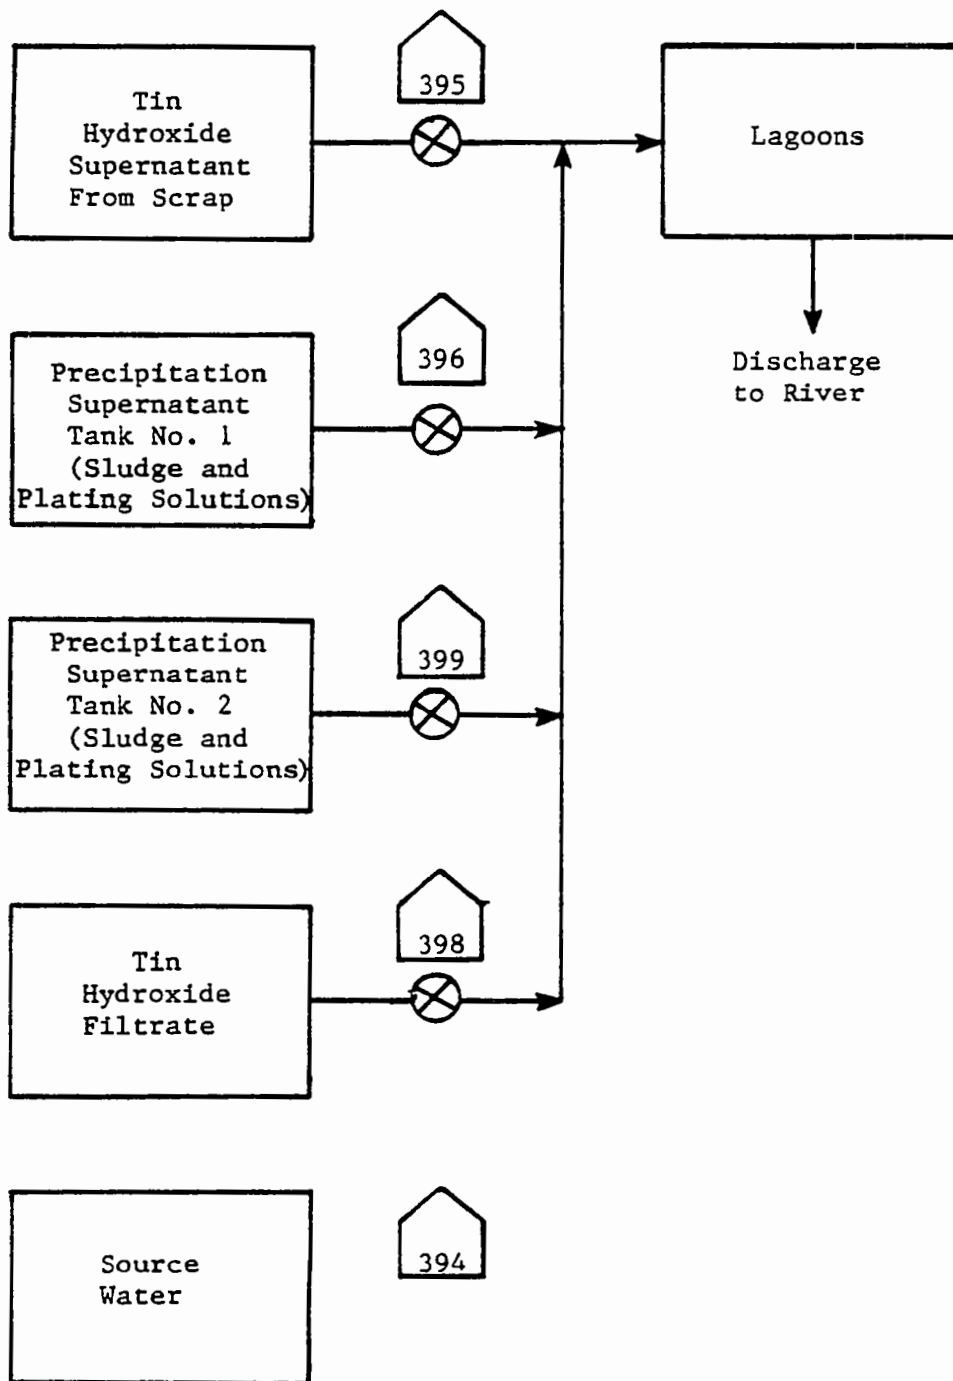 395
Tin
Hydroxide
Supernatant
From Scrap
Lagoons
396
Precipitation
Supernatant
Tank No. 1
(Sludge and
Plating Solutions)
Discharge
to River
399
Precipitation
Supernatant
Tank No. 2
(Sludge and
Plating Solutions)
398
Tin
Hydroxide
Filtrate
394
Source
Water